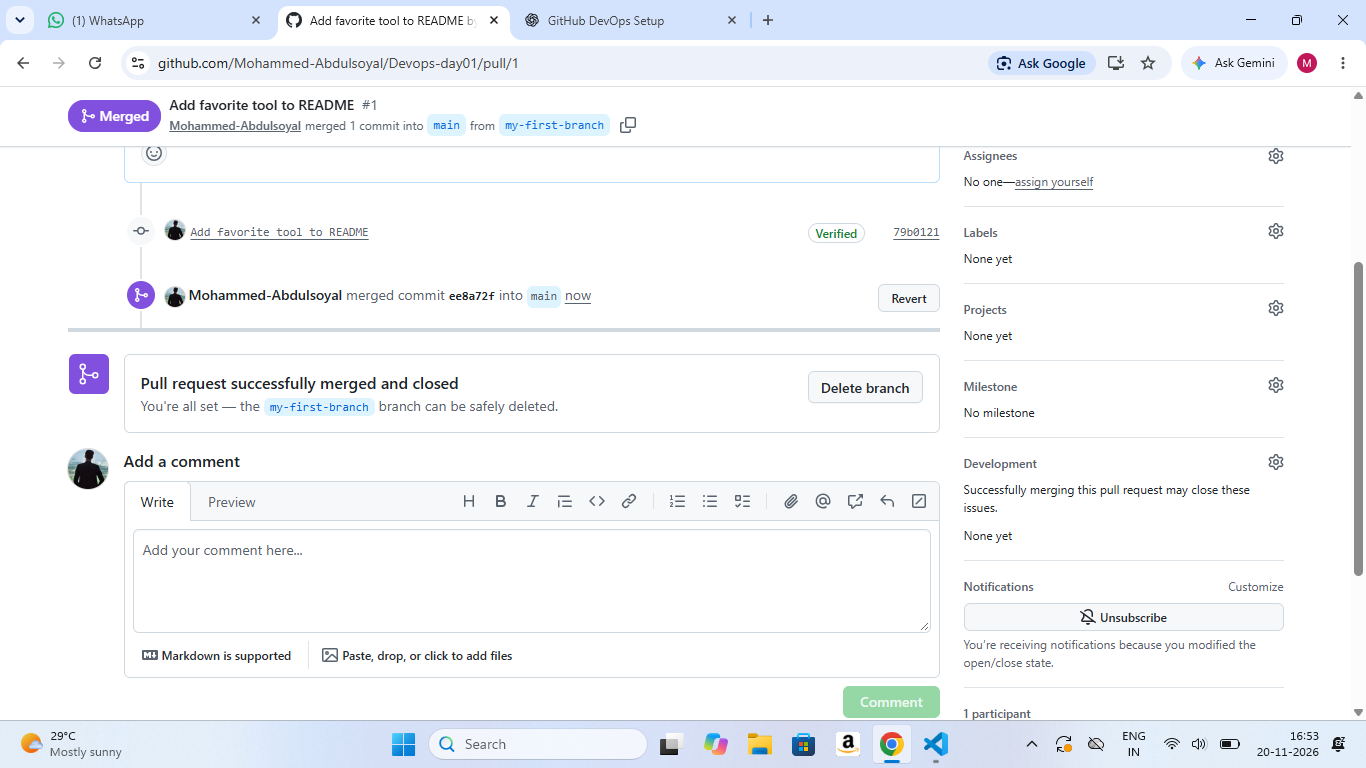 (1) WhatsApp
Add favorite tool to README by
GitHub DevOps Setup
github.com/Mohammed-Abdulsoyal/Devops-day01/pull/1
Ask Google
Ask Gemini
M
Merged
Add favorite tool to README #1
Mohammed-Abdulsoyal merged 1 commit into main from my-first-branch
Assignees
No one—assign yourself
Add favorite tool to README
Verified
79b0121
Labels
None yet
Mohammed-Abdulsoyal merged commit ee8a72f into main now
Revert
Projects
None yet
Pull request successfully merged and closed
You're all set — the my-first-branch branch can be safely deleted.
Delete branch
Milestone
No milestone
Add a comment
Write
Preview
Add your comment here...
Markdown is supported
Paste, drop, or click to add files
Comment
Development
Successfully merging this pull request may close these
issues.
None yet
Notifications
Customize
Unsubscribe
You're receiving notifications because you modified the
open/close state.
1 participant
29°C
Mostly sunny
Search
ENG
IN
16:53
20-11-2026